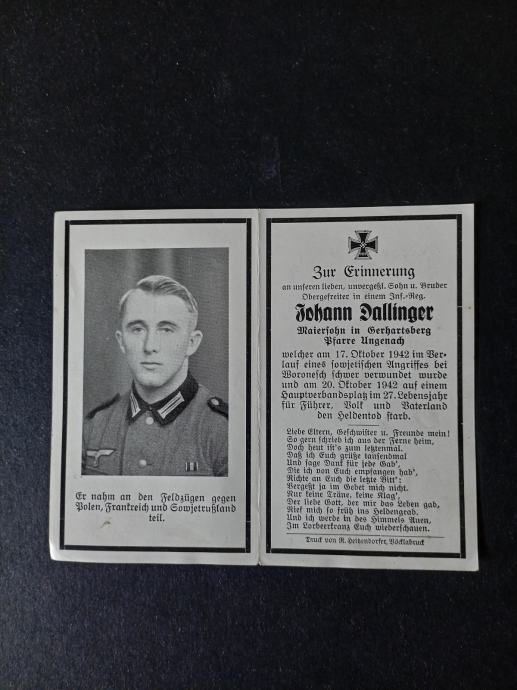 Er nahm an den Feldzügen gegen
Polen, Frankreich und Sowjetrußland
teil.
Zur Erinnerung
an unseren lieben, unvergeßl. Sohn u. Bruder
Obergefreiter in einem Inf.-Reg.
Johann Dallinger
Maiersohn in Gerhartsberg
Pfarre Ungenach
welcher am 17. Oktober 1942 im Ver-
lauf eines sowjetischen Angriffes bei
Woronesch schwer verwundet wurde
und am 20. Oktober 1942 auf einem
Hauptverbandsplatz im 27. Lebensjahr
für Führer, Volk und Vaterland
den Heldentod starb.
Liebe Eltern, Geschwister u. Freunde mein!
So gern schrieb ich aus der Ferne heim,
Doch heut ist's zum letztenmal.
Daß ich Euch grüße tausendmal
Und sage Dank für jede Gab',
Die ich von Euch empfangen hab',
Richte an Euch die letzte Bitt':
Vergeßt ja im Gebet mich nicht.
Nur keine Träne, keine Klag',
Der liebe Gott, der mir das Leben gab,
Rief mich so früh ins Heldengrab.
Und ich werde in des Himmels Auen,
Im Lorbeerkranz Euch wiederschauen.
Druck von R. Heitzendorfer, Vöcklabruck